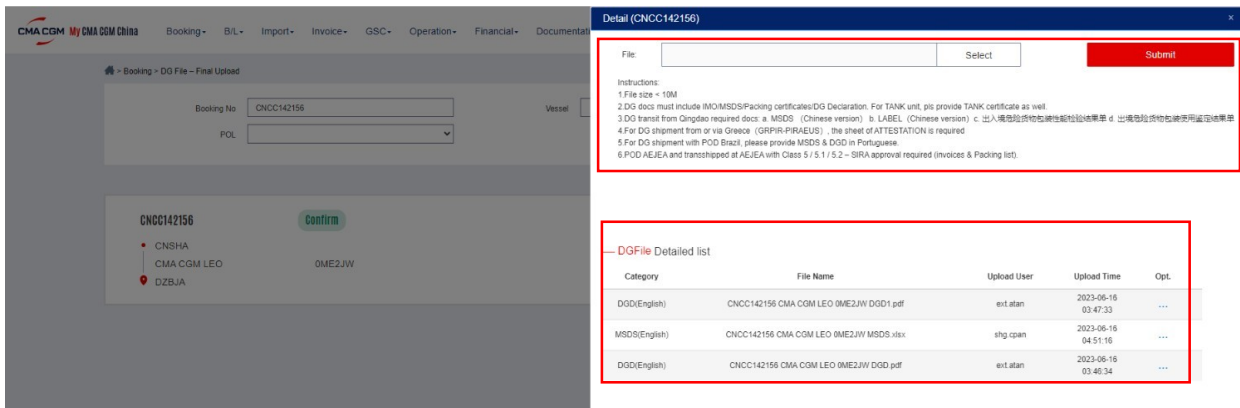 CMA CGM My CMA CGM China
Booking B/L Import Invoice GSC Operation Financial Documentati
> Booking > DG File – Final Upload
Booking No CNCC142156 Vessel
POL
CNCC142156 Confirm
CNSHA
CMA CGM LEO 0ME2JW
DZBJA
Detail (CNCC142156) ×
File: Select Submit
Instructions:
1.File size < 10M
2.DG docs must include IMO/MSDS/Packing certificates/DG Declaration. For TANK unit, pls provide TANK certificate as well.
3.DG transit from Qingdao required docs: a. MSDS （Chinese version） b. LABEL （Chinese version）c. 出入境危险货物包装性能检验结果单 d. 出境危险货物包装使用鉴定结果单
4.For DG shipment from or via Greece（GRPIR-PIRAEUS）, the sheet of ATTESTATION is required
5.For DG shipment with POD Brazil, please provide MSDS & DGD in Portuguese.
6.POD AEJEA and transshipped at AEJEA with Class 5 / 5.1 / 5.2 – SIRA approval required (invoices & Packing list).
DGFile Detailed list
Category File Name Upload User Upload Time Opt.
DGD(English) CNCC142156 CMA CGM LEO 0ME2JW DGD1.pdf ext.atan 2023-06-16 ...
03:47:33
MSDS(English) CNCC142156 CMA CGM LEO 0ME2JW MSDS.xlsx shg.cpan 2023-06-16 ...
04:51:16
DGD(English) CNCC142156 CMA CGM LEO 0ME2JW DGD.pdf ext.atan 2023-06-16 ...
03:46:34